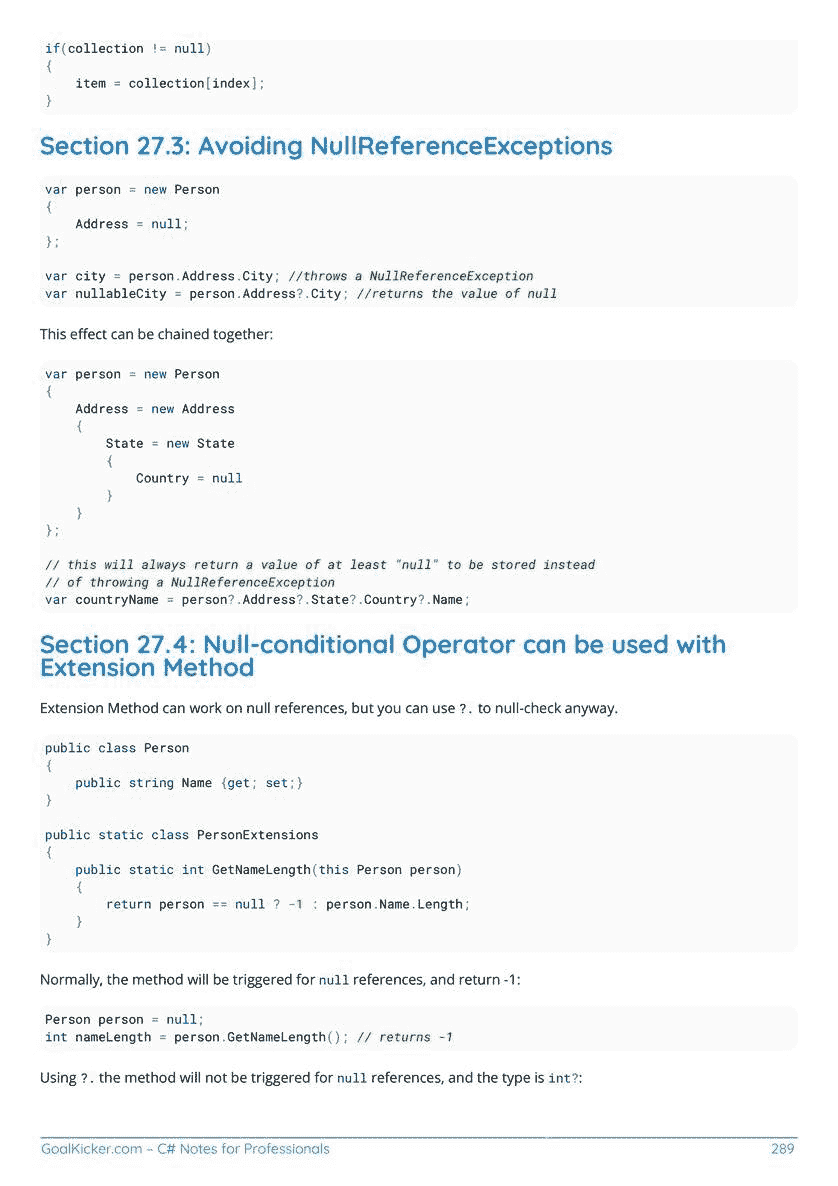 if(collection != null)
{
    item = collection[index];
}
Section 27.3: Avoiding NullReferenceExceptions
var person = new Person
{
    Address = null;
};
var city = person.Address.City; //throws a NullReferenceException
var nullableCity = person.Address?.City; //returns the value of null
This effect can be chained together:
var person = new Person
{
    Address = new Address
    {
        State = new State
        {
            Country = null
        }
    }
};
// this will always return a value of at least "null" to be stored instead
// of throwing a NullReferenceException
var countryName = person?.Address?.State?.Country?.Name;
Section 27.4: Null-conditional Operator can be used with
Extension Method
Extension Method can work on null references, but you can use ?. to null-check anyway.
public class Person
{
    public string Name {get; set;}
}
public static class PersonExtensions
{
    public static int GetNameLength(this Person person)
    {
        return person == null ? -1 : person.Name.Length;
    }
}
Normally, the method will be triggered for null references, and return -1:
Person person = null;
int nameLength = person.GetNameLength(); // returns -1
Using ?. the method will not be triggered for null references, and the type is int?:
GoalKicker.com – C# Notes for Professionals 289